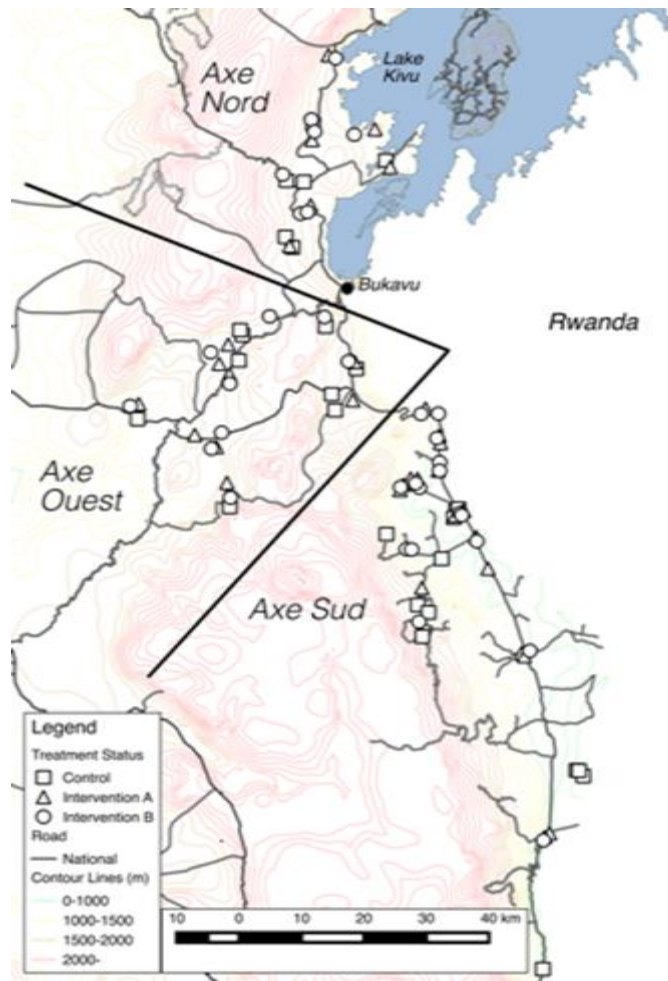 Axe
Nord
Lake
Kivu
Bukavu
Rwanda
Axe
Ouest
Axe Sud
Legend
Treatment Status
Control
Intervention A
Intervention B
Road
National
Contour Lines (m)
0-1000
1000-1500
1500-2000
2000-
10 0 10 20 30 40 km